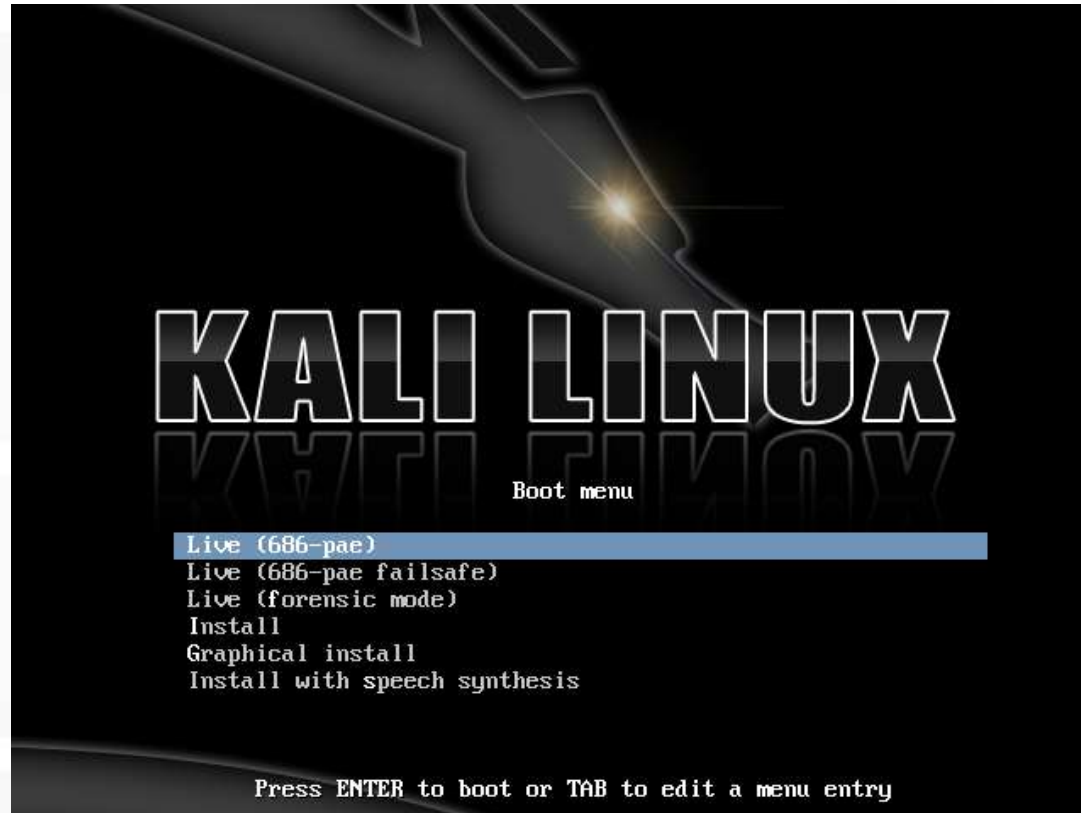 KALI LINUX
Boot menu
Live (686-pae)
Live (686-pae failsafe)
Live (forensic mode)
Install
Graphical install
Install with speech synthesis
Press ENTER to boot or TAB to edit a menu entry